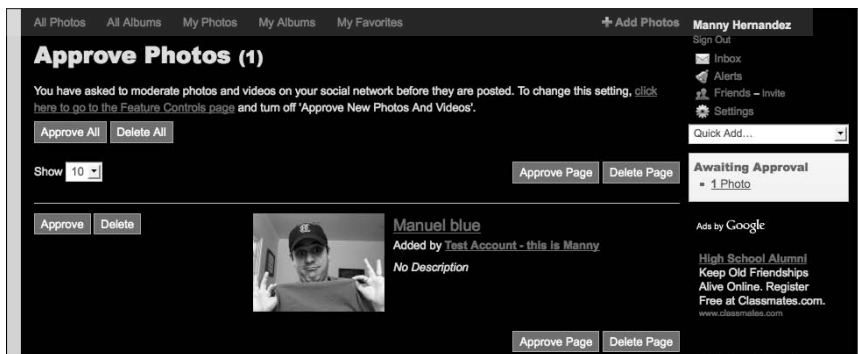 All Photos All Albums My Photos My Albums My Favorites + Add Photos
Approve Photos (1)
You have asked to moderate photos and videos on your social network before they are posted. To change this setting, click
here to go to the Feature Controls page and turn off 'Approve New Photos And Videos'.
Approve All Delete All
Show 10 Approve Page Delete Page
Approve Delete
Manuel blue
Added by Test Account - this is Manny
No Description
Approve Page Delete Page
Manny Hernandez
Sign Out
Inbox
Alerts
Friends – Invite
Settings
Quick Add...
Awaiting Approval
1 Photo
Ads by Google
High School Alumni
Keep Old Friendships
Alive Online. Register
Free at Classmates.com.
www.classmates.com